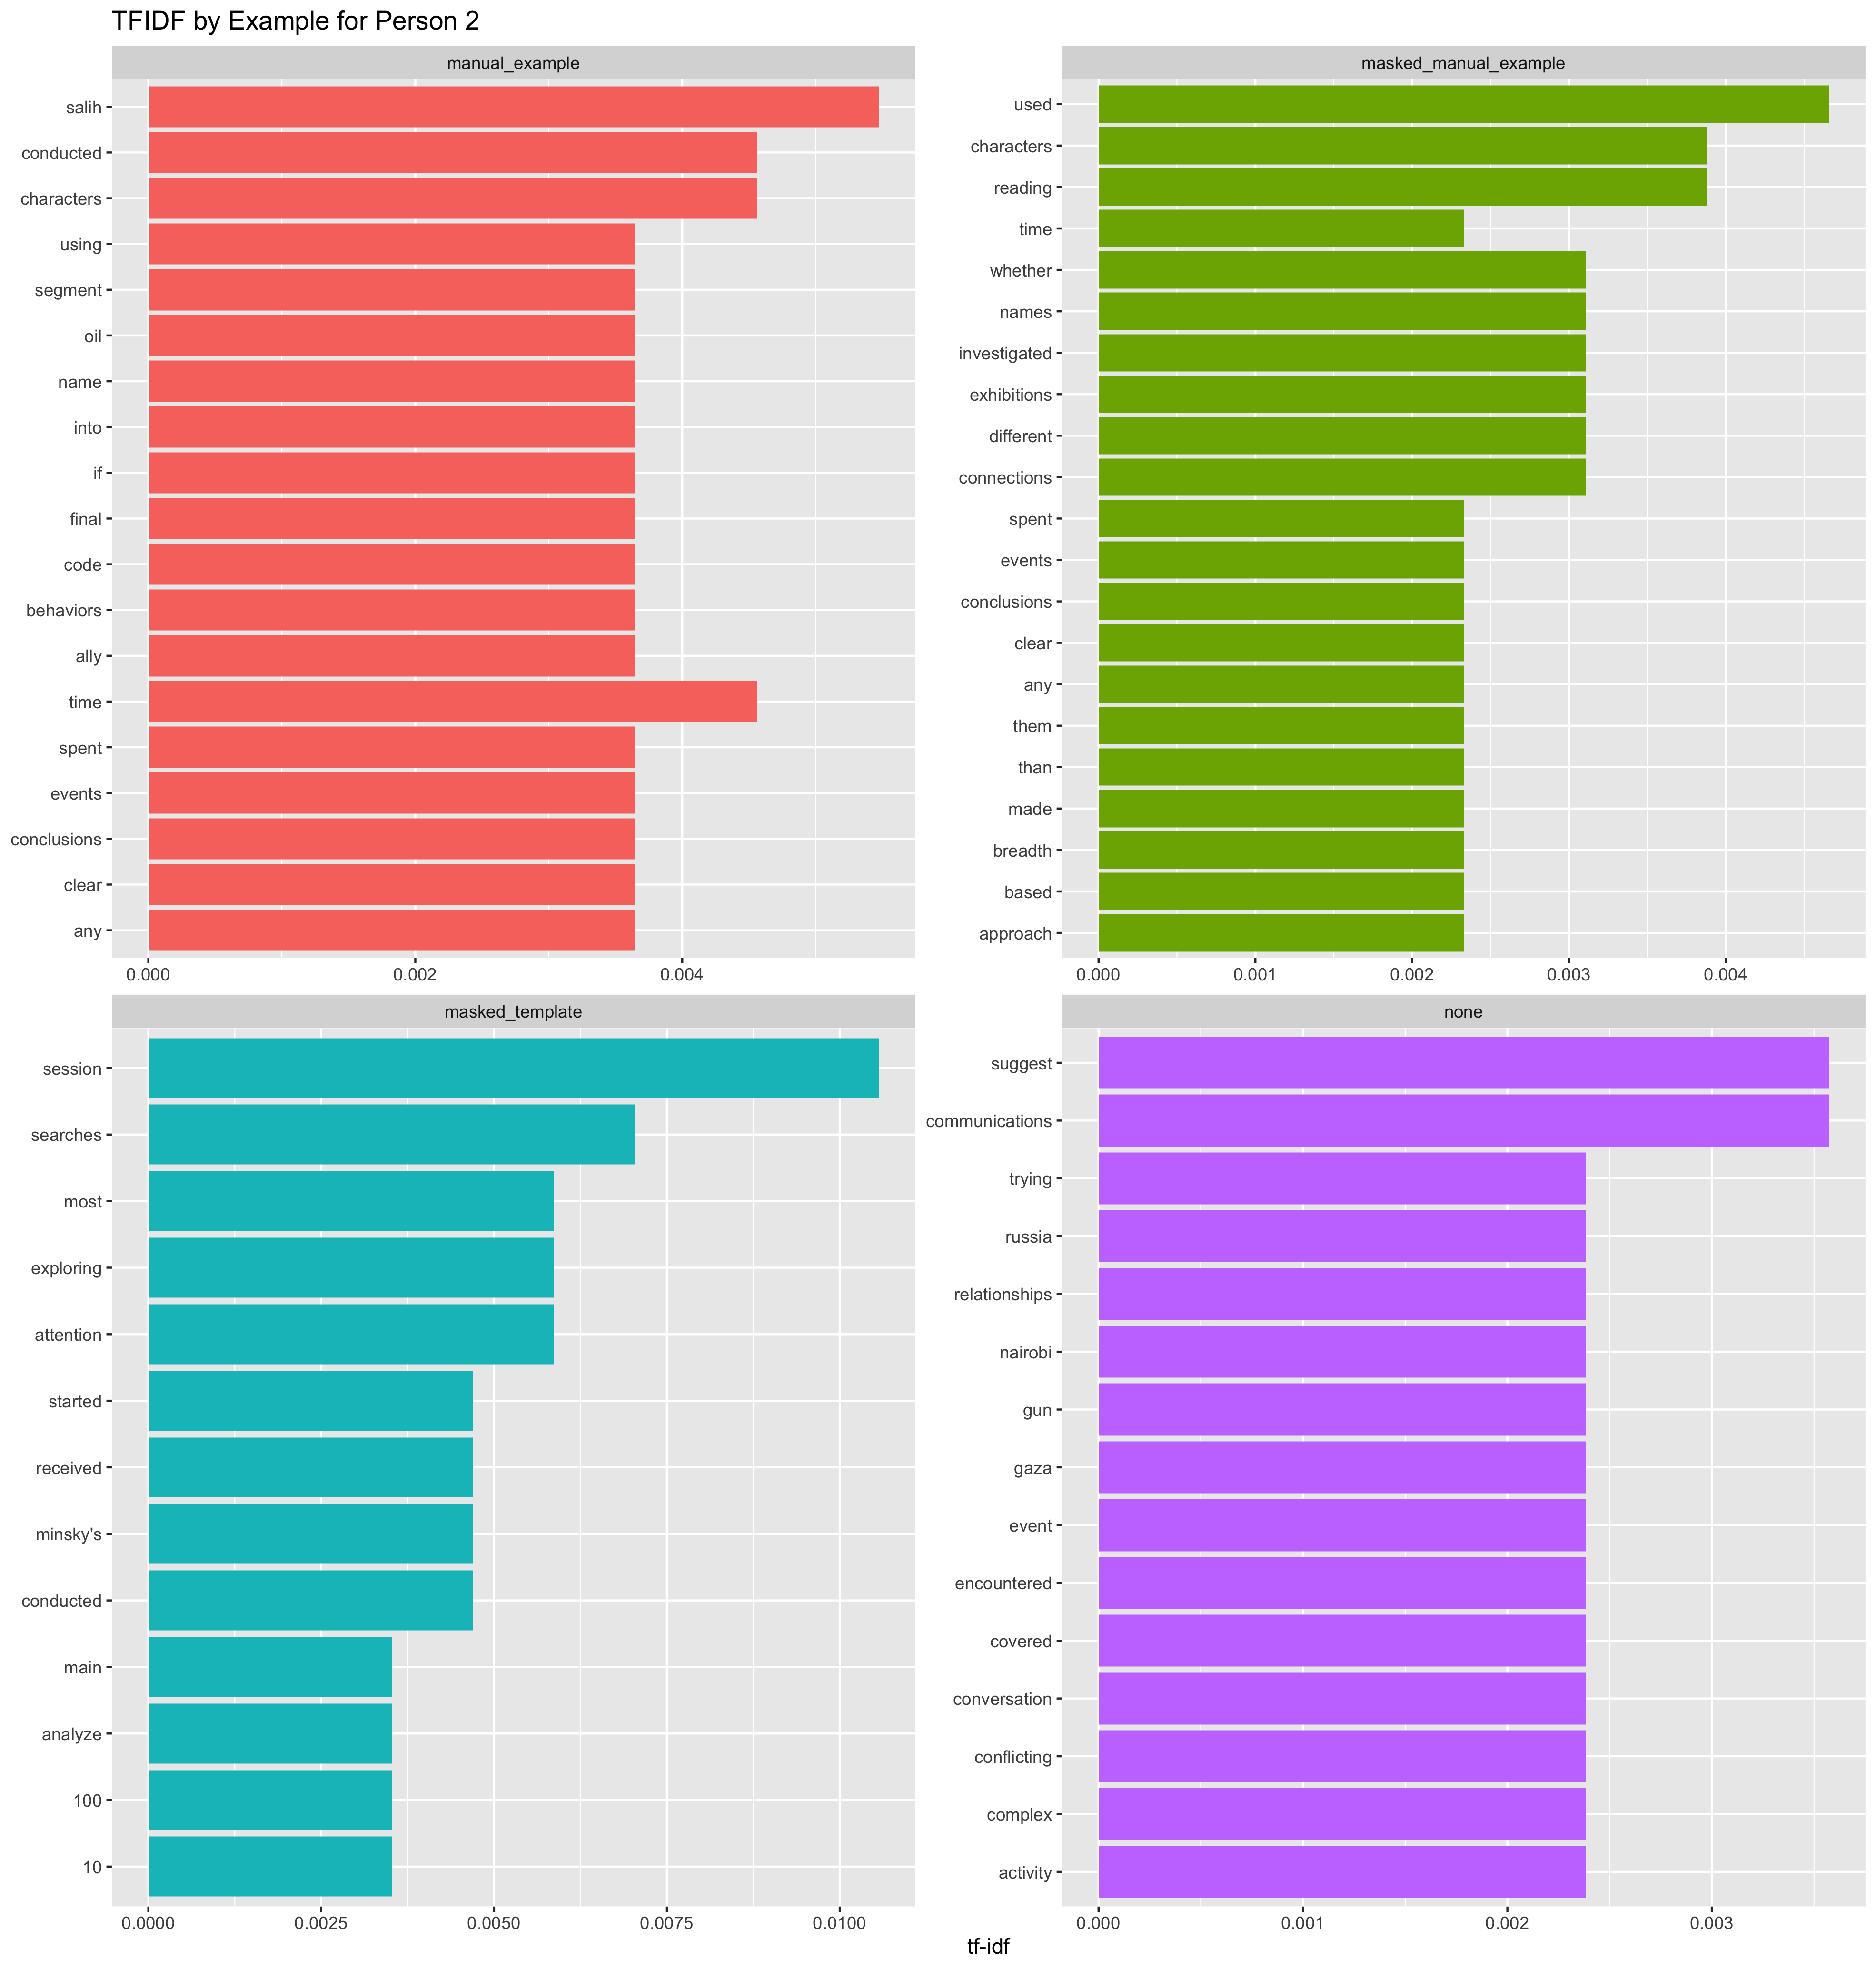 TFIDF by Example for Person 2
manual_example
salih
conducted
characters
using
segment
oil
name
into
if
final
code
behaviors
ally
time
spent
events
conclusions
clear
any
0.000 0.002 0.004
masked_manual_example
used
characters
reading
time
whether
names
investigated
exhibitions
different
connections
spent
events
conclusions
clear
any
them
than
made
breadth
based
approach
0.000 0.001 0.002 0.003 0.004
masked_template
session
searches
most
exploring
attention
started
received
minsky's
conducted
main
analyze
100
10
0.0000 0.0025 0.0050 0.0075 0.0100
none
suggest
communications
trying
russia
relationships
nairobi
gun
gaza
event
encountered
covered
conversation
conflicting
complex
activity
0.000 0.001 0.002 0.003
tf-idf